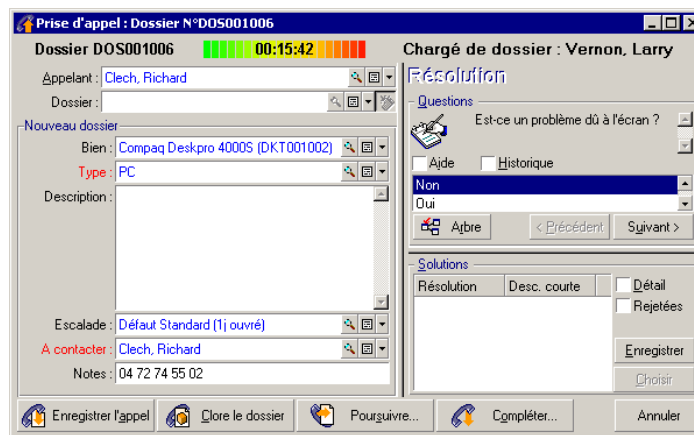 Prise d'appel : Dossier N°DOS001006
Dossier DOS001006 00:15:42 Chargé de dossier : Vernon, Larry
Appelant : Clech, Richard
Dossier :
Nouveau dossier
Bien : Compaq Deskpro 4000S (DKT001002)
Type : PC
Description :
Escalade : Défaut Standard (1j ouvré)
A contacter : Clech, Richard
Notes : 04 72 74 55 02
Résolution
Questions
Est-ce un problème dû à l'écran ?
Aide Historique
Non
Oui
Arbre < Précédent Suivant >
Solutions
Résolution Desc. courte
Détail
Rejetées
Enregistrer
Choisir
Enregistrer l'appel Clore le dossier Poursuivre... Compléter... Annuler